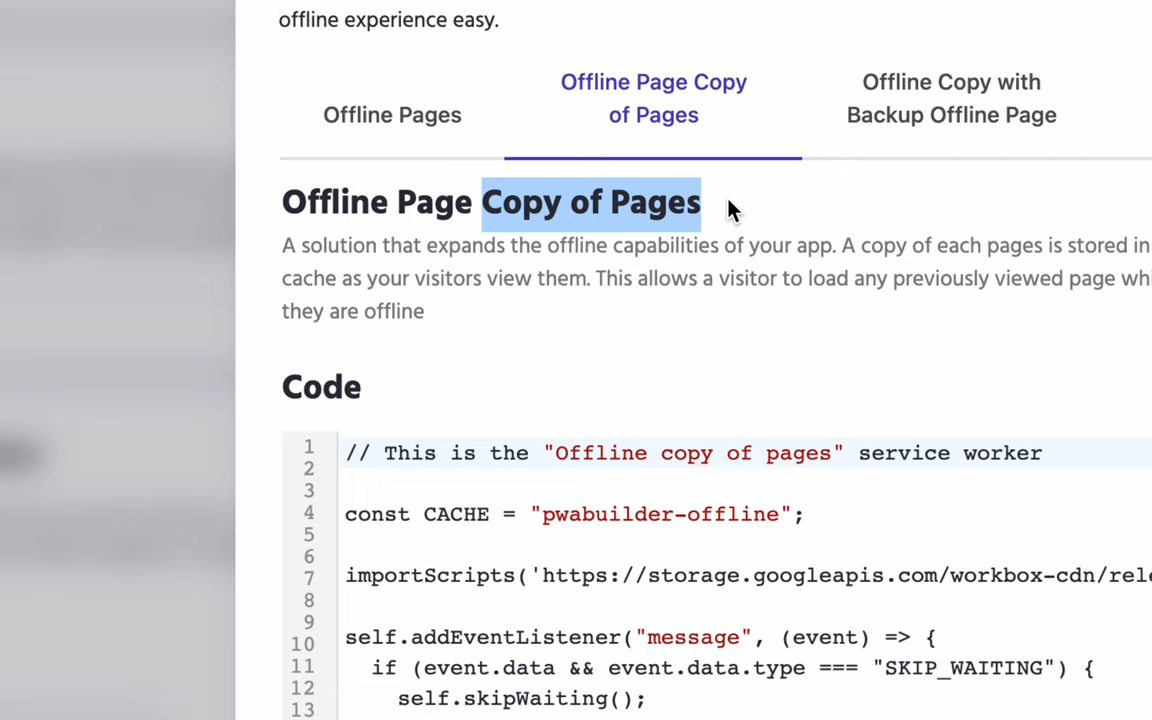 offline experience easy.
Offline Pages
Offline Page Copy
of Pages
Offline Copy with
Backup Offline Page
Offline Page Copy of Pages
A solution that expands the offline capabilities of your app. A copy of each pages is stored in
cache as your visitors view them. This allows a visitor to load any previously viewed page whi
they are offline
Code
1
2
3
4
5
6
7
8
9
10
11
12
13
// This is the "Offline copy of pages" service worker
const CACHE = "pwabuilder-offline";
importScripts('https://storage.googleapis.com/workbox-cdn/rele
self.addEventListener("message", (event) => {
if (event.data && event.data.type === "SKIP_WAITING") {
self.skipWaiting();